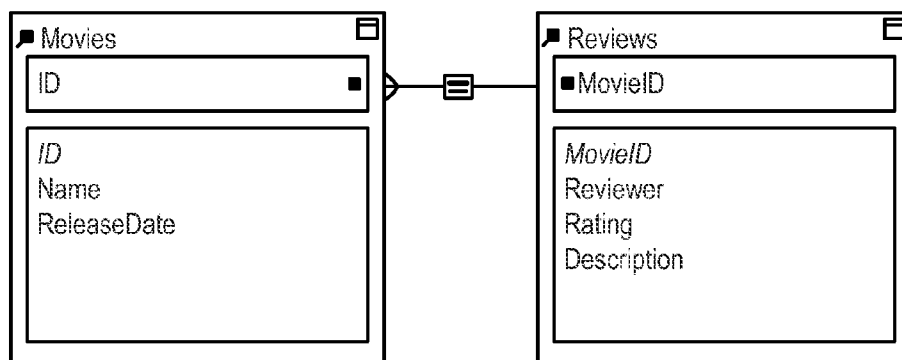 Movies
ID
ID
Name
ReleaseDate
Reviews
MovieID
MovieID
Reviewer
Rating
Description